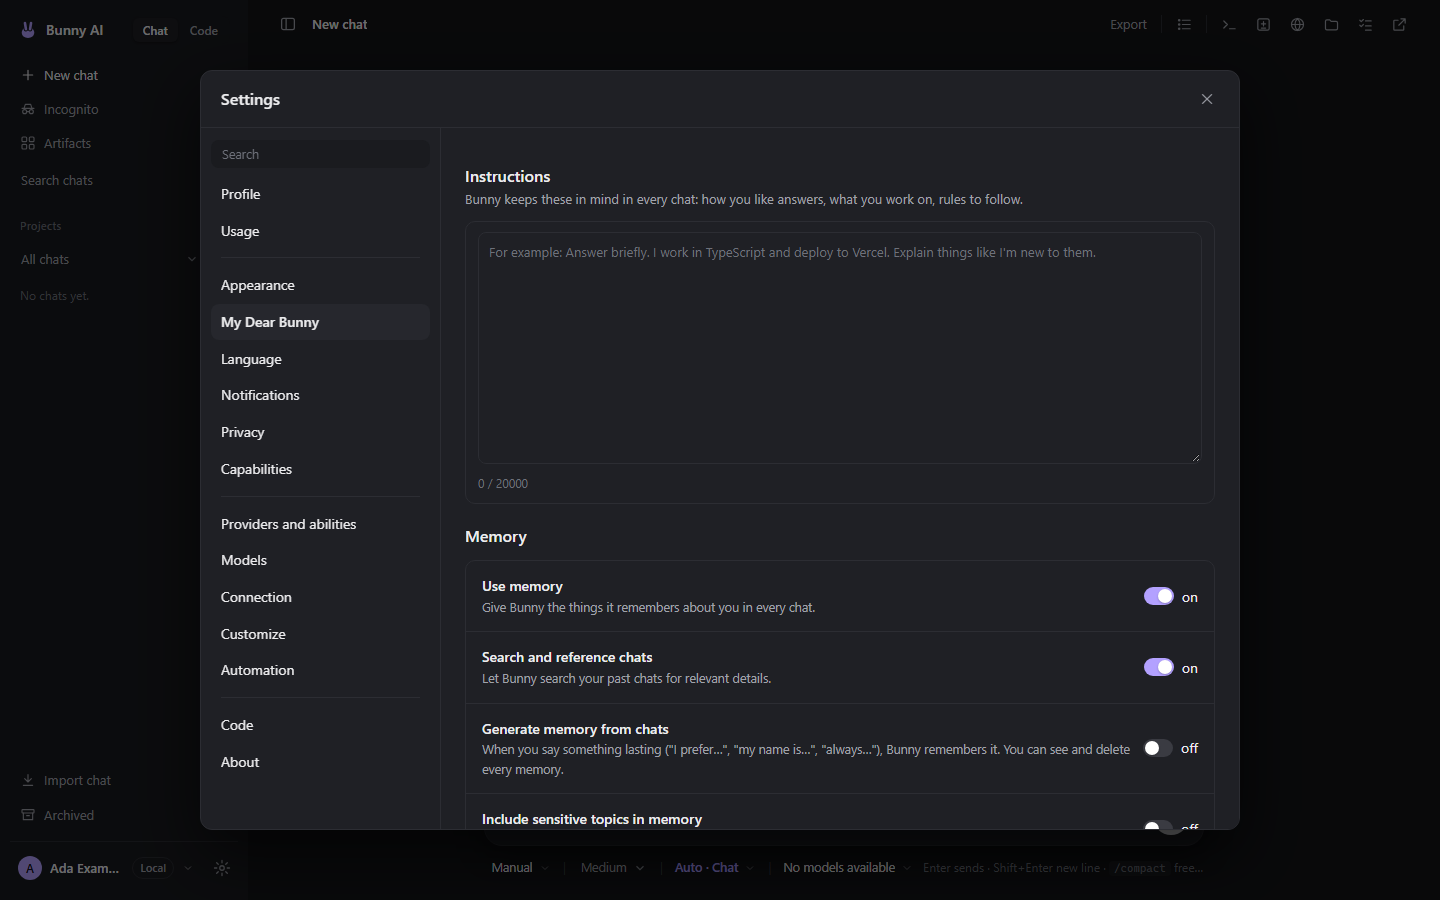 Bunny AI
Chat
Code
New chat
Export
New chat
Incognito
Artifacts
Search chats
Projects
All chats
No chats yet.
Import chat
Archived
A
Ada Exam...
Local
Settings
Search
Profile
Usage
Appearance
My Dear Bunny
Language
Notifications
Privacy
Capabilities
Providers and abilities
Models
Connection
Customize
Automation
Code
About
Instructions
Bunny keeps these in mind in every chat: how you like answers, what you work on, rules to follow.
For example: Answer briefly. I work in TypeScript and deploy to Vercel. Explain things like I'm new to them.
0 / 20000
Memory
Use memory
Give Bunny the things it remembers about you in every chat.
on
Search and reference chats
Let Bunny search your past chats for relevant details.
on
Generate memory from chats
When you say something lasting ("I prefer...", "my name is...", "always..."), Bunny remembers it. You can see and delete
every memory.
off
Include sensitive topics in memory
off
Manual
Medium
Auto · Chat
No models available
Enter sends · Shift+Enter new line · /compact free...